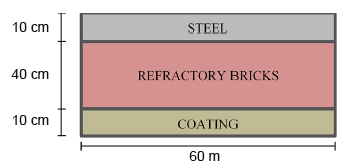 10 cm
STEEL
40 cm
REFRACTORY BRICKS
10 cm
COATING
60 m